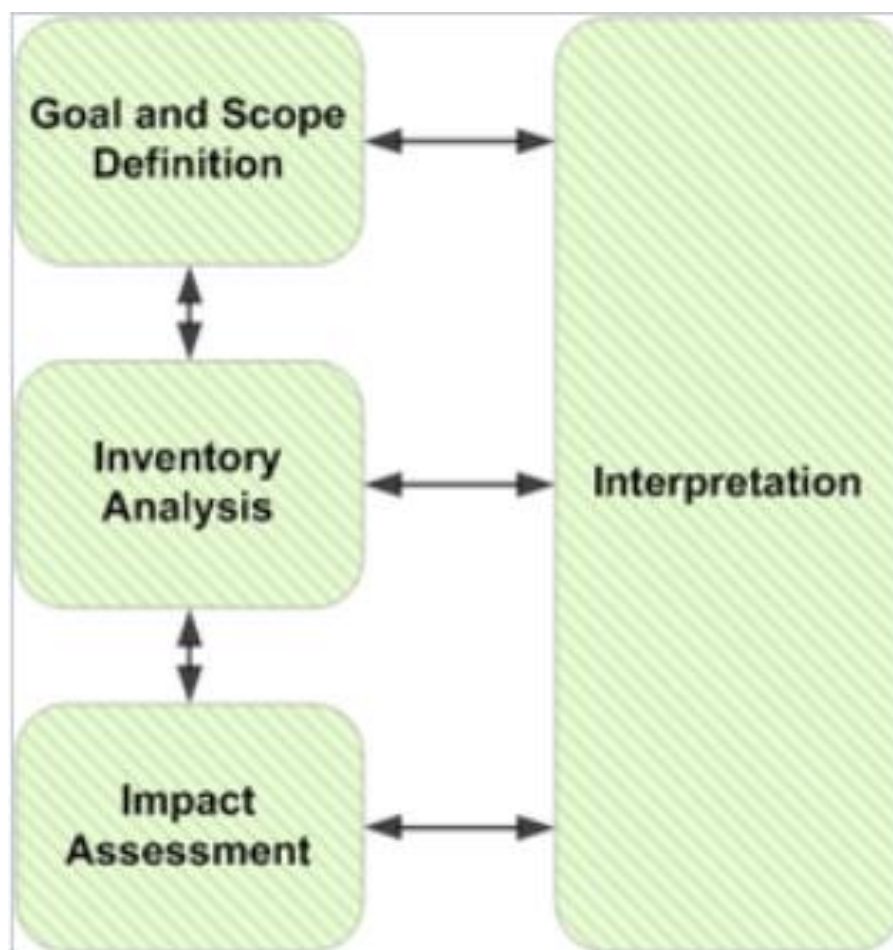 Goal and Scope
Definition
Inventory
Analysis
Interpretation
Impact
Assessment